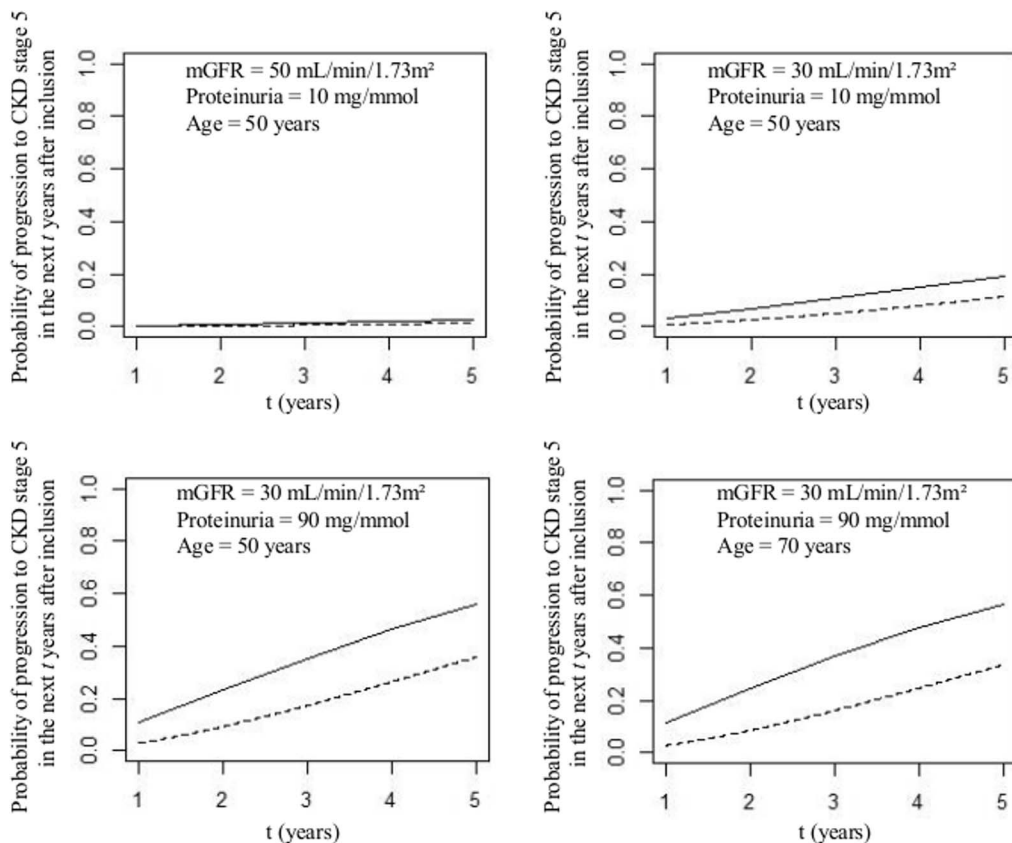 Probability of progression to CKD stage 5
in the next t years after inclusion
1.0
0.8
0.6
0.4
0.2
0.0
mGFR = 50 mL/min/1.73m²
Proteinuria = 10 mg/mmol
Age = 50 years
1 2 3 4 5
t (years)
Probability of progression to CKD stage 5
in the next t years after inclusion
1.0
0.8
0.6
0.4
0.2
0.0
mGFR = 30 mL/min/1.73m²
Proteinuria = 10 mg/mmol
Age = 50 years
1 2 3 4 5
t (years)
Probability of progression to CKD stage 5
in the next t years after inclusion
1.0
0.8
0.6
0.4
0.2
0.0
mGFR = 30 mL/min/1.73m²
Proteinuria = 90 mg/mmol
Age = 50 years
1 2 3 4 5
t (years)
Probability of progression to CKD stage 5
in the next t years after inclusion
1.0
0.8
0.6
0.4
0.2
0.0
mGFR = 30 mL/min/1.73m²
Proteinuria = 90 mg/mmol
Age = 70 years
1 2 3 4 5
t (years)